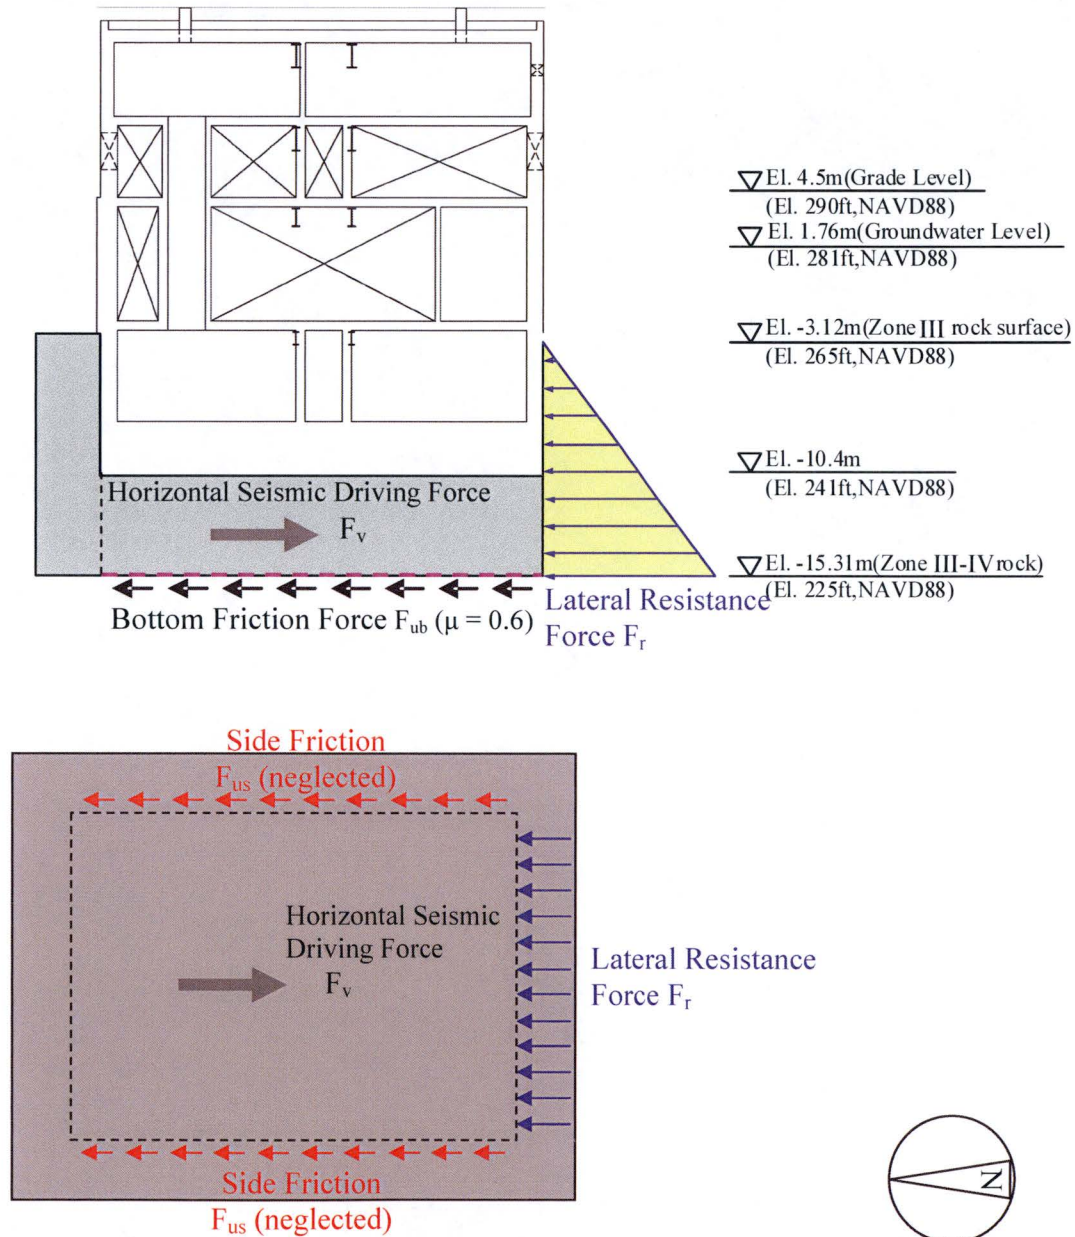 El. 4.5m(Grade Level)
(El. 290ft,NAVD88)
El. 1.76m(Groundwater Level)
(El. 281ft,NAVD88)
El. -3.12m(Zone III rock surface)
(El. 265ft,NAVD88)
El. -10.4m
(El. 241ft,NAVD88)
El. -15.31m(Zone III-IV rock)
(El. 225ft,NAVD88)
Horizontal Seismic Driving Force
Fv
Bottom Friction Force Fub (μ = 0.6)
Lateral Resistance
Force Fr
Side Friction
Fus (neglected)
Horizontal Seismic
Driving Force
Fv
Lateral Resistance
Force Fr
Side Friction
Fus (neglected)
N